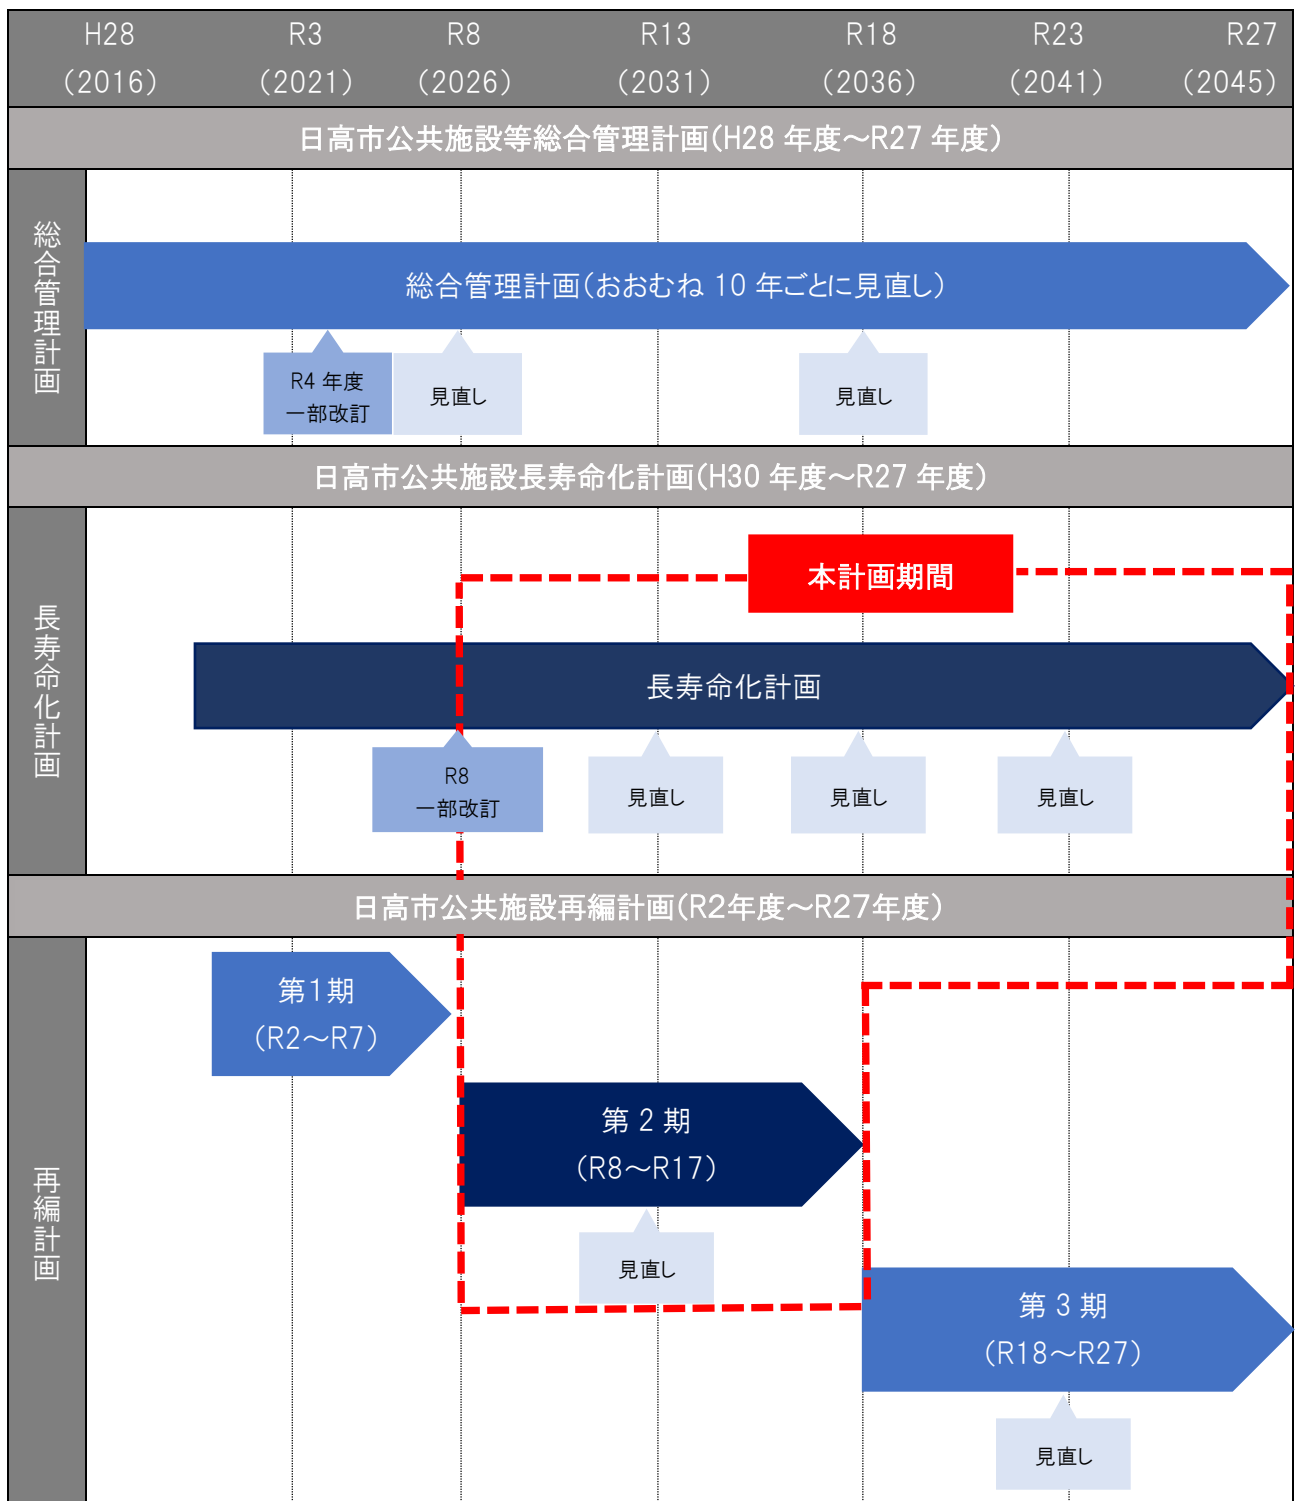 H28 R3 R8 R13 R18 R23 R27
(2016) (2021) (2026) (2031) (2036) (2041) (2045)
日高市公共施設等総合管理計画(H28 年度～R27 年度)
総合管理計画
総合管理計画(おおむね 10 年ごとに見直し)
R4 年度
一部改訂
見直し
見直し
日高市公共施設長寿命化計画(H30 年度～R27 年度)
長寿命化計画
本計画期間
長寿命化計画
R8
一部改訂
見直し
見直し
見直し
日高市公共施設再編計画(R2年度～R27年度)
再編計画
第1期
(R2～R7)
第 2 期
(R8～R17)
見直し
第 3 期
(R18～R27)
見直し